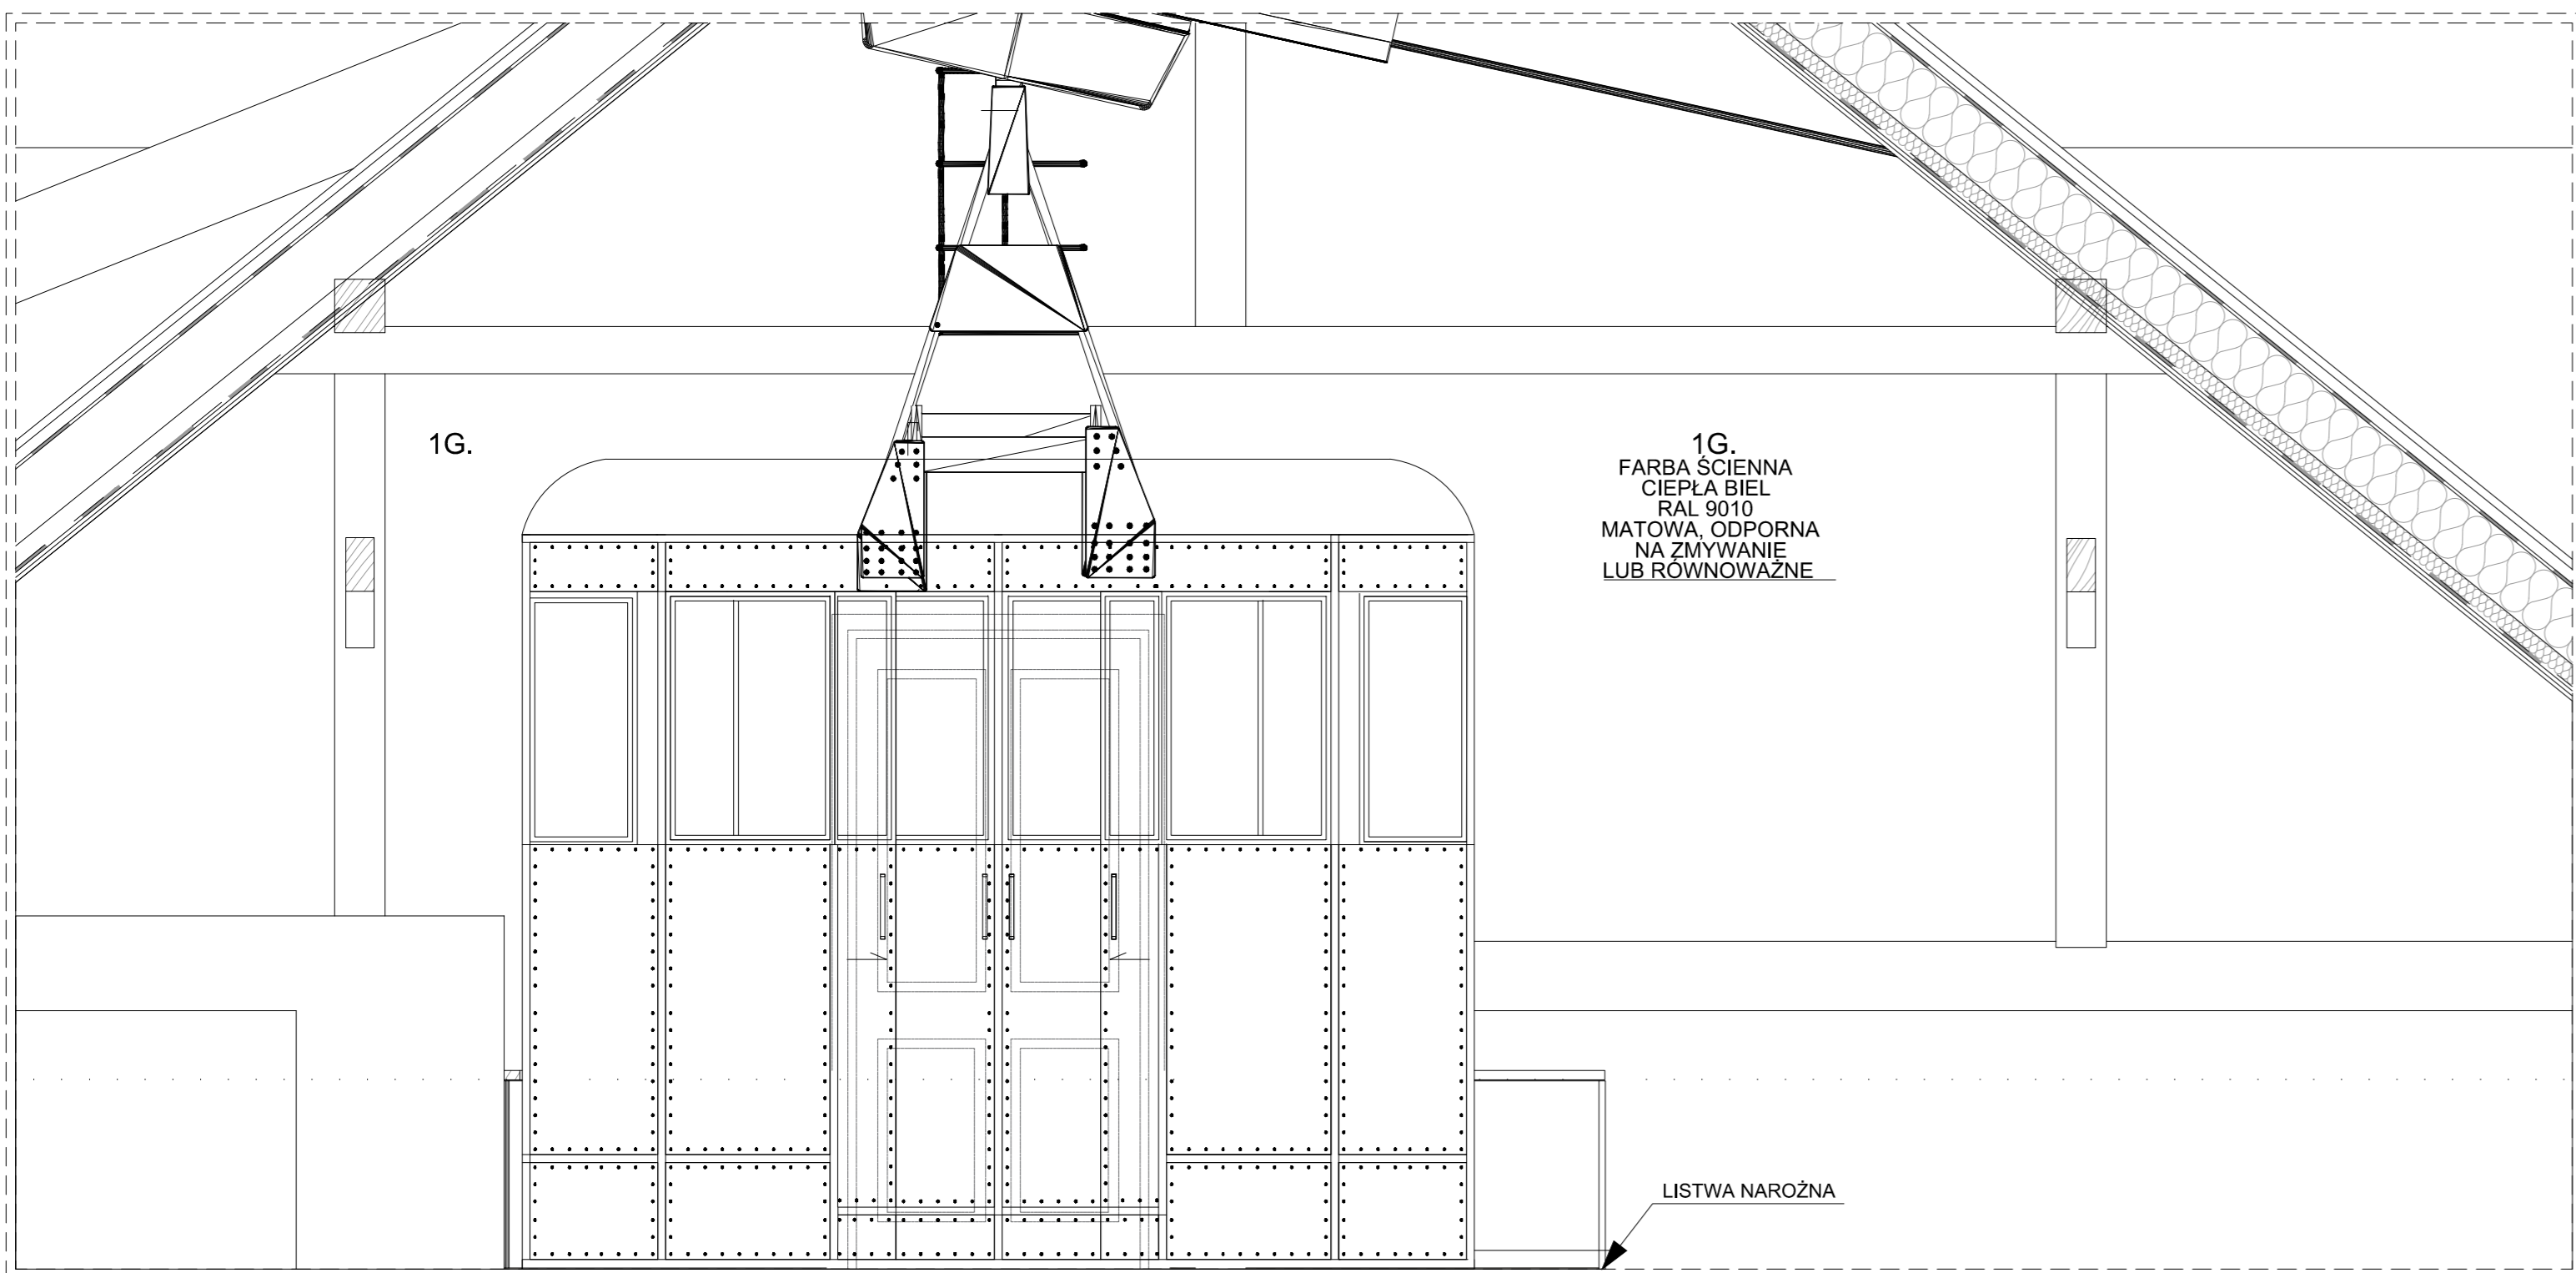 1G.
1G.
FARBA ŚCIENNA
CIEPŁA BIEL
RAL 9010
MATOWA, ODPORNA
NA ZMYWANIE
LUB RÓWNOWAŻNE
LISTWA NAROŻNA